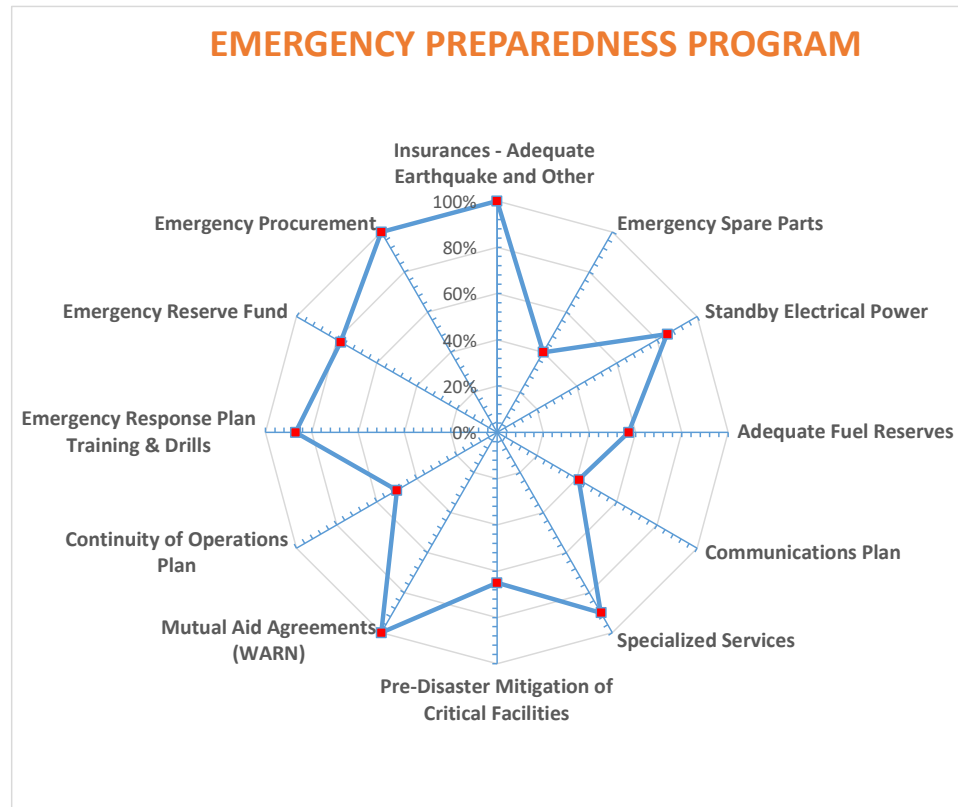 EMERGENCY PREPAREDNESS PROGRAM
Insurances - Adequate
Earthquake and Other
100%
80%
60%
40%
20%
0%
Emergency Spare Parts
Standby Electrical Power
Adequate Fuel Reserves
Communications Plan
Specialized Services
Pre-Disaster Mitigation of
Critical Facilities
Mutual Aid Agreements
(WARN)
Continuity of Operations
Plan
Emergency Response Plan
Training & Drills
Emergency Reserve Fund
Emergency Procurement